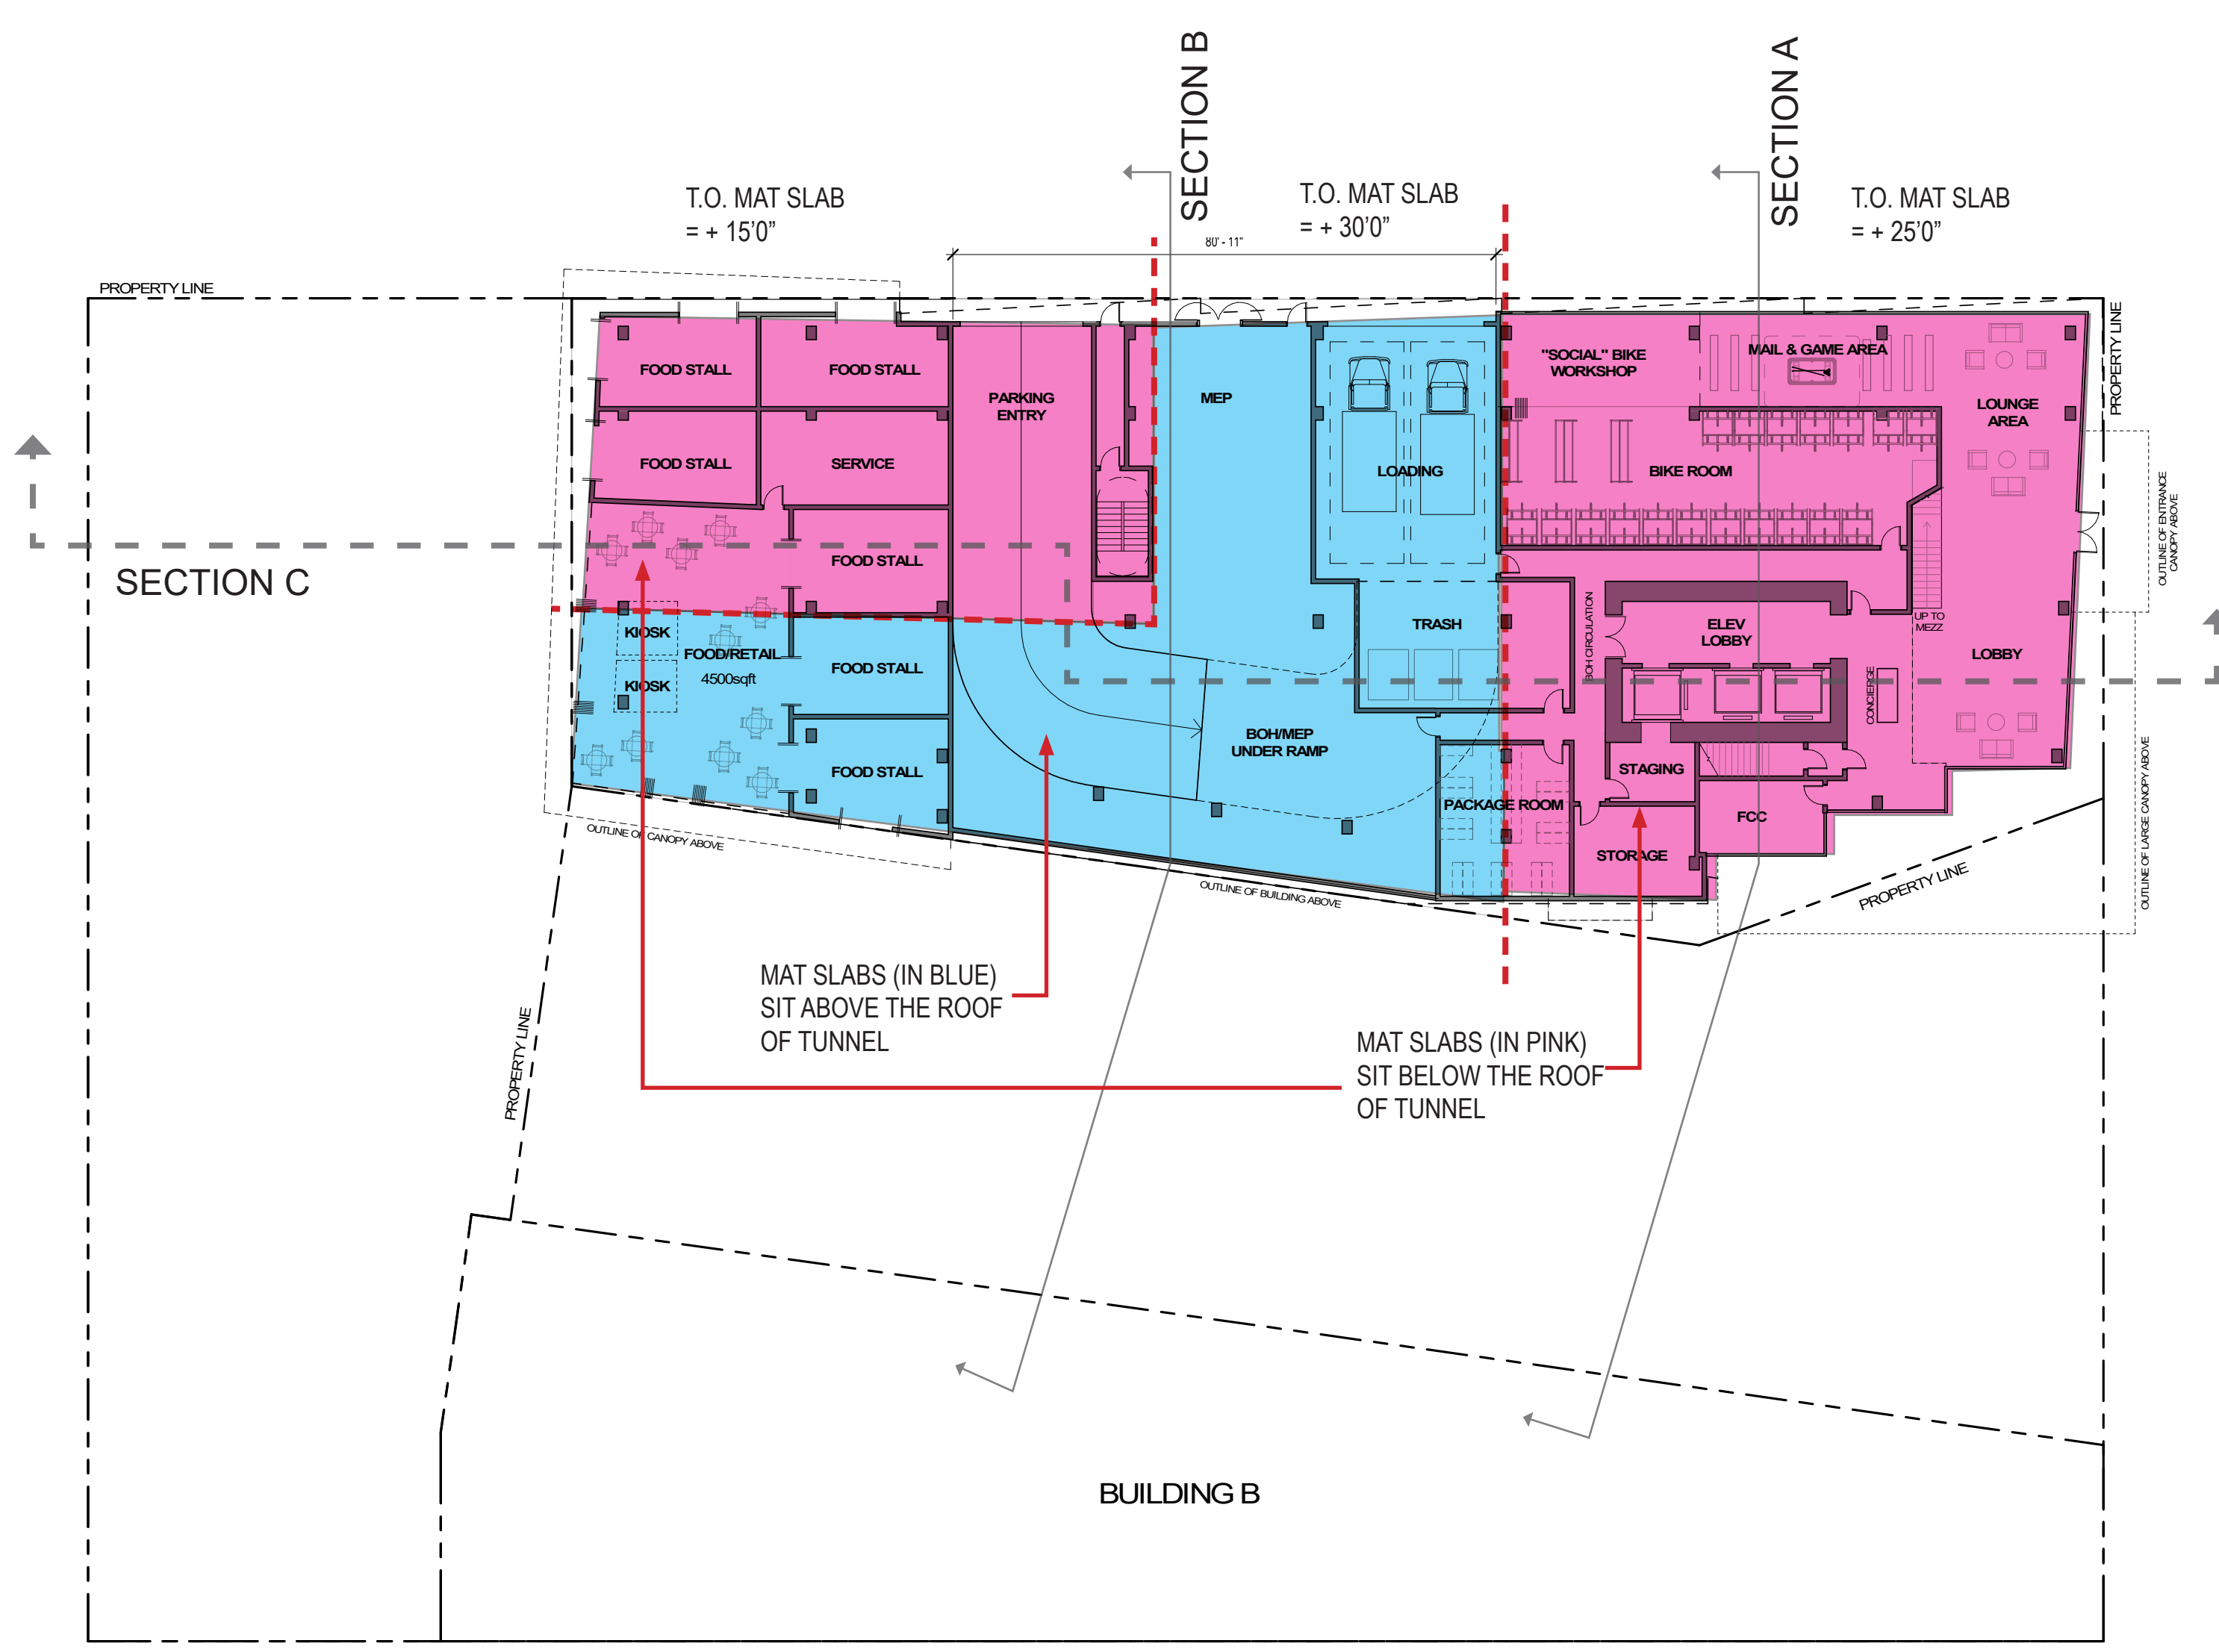 SECTION B
SECTION A
T.O. MAT SLAB
= + 15’0”
T.O. MAT SLAB
= + 30’0”
T.O. MAT SLAB
= + 25’0”
80' - 11"
PROPERTY LINE
PROPERTY LINE
FOOD STALL
FOOD STALL
PARKING
ENTRY
MEP
"SOCIAL" BIKE
WORKSHOP
MAIL & GAME AREA
LOUNGE
AREA
FOOD STALL
SERVICE
LOADING
BIKE ROOM
OUTLINE OF ENTRANCE
CANOPY ABOVE
SECTION C
FOOD STALL
BOH CIRCULATION
UP TO
MEZZ
KIOSK
FOOD/RETAIL
4500sqft
KIOSK
FOOD STALL
TRASH
ELEV
LOBBY
LOBBY
CONCIERGE
BOH/MEP
UNDER RAMP
FOOD STALL
STAGING
PACKAGE ROOM
FCC
STORAGE
OUTLINE OF LARGE CANOPY ABOVE
OUTLINE OF CANOPY ABOVE
OUTLINE OF BUILDING ABOVE
PROPERTY LINE
MAT SLABS (IN BLUE)
SIT ABOVE THE ROOF
OF TUNNEL
MAT SLABS (IN PINK)
SIT BELOW THE ROOF
OF TUNNEL
PROPERTY LINE
BUILDING B